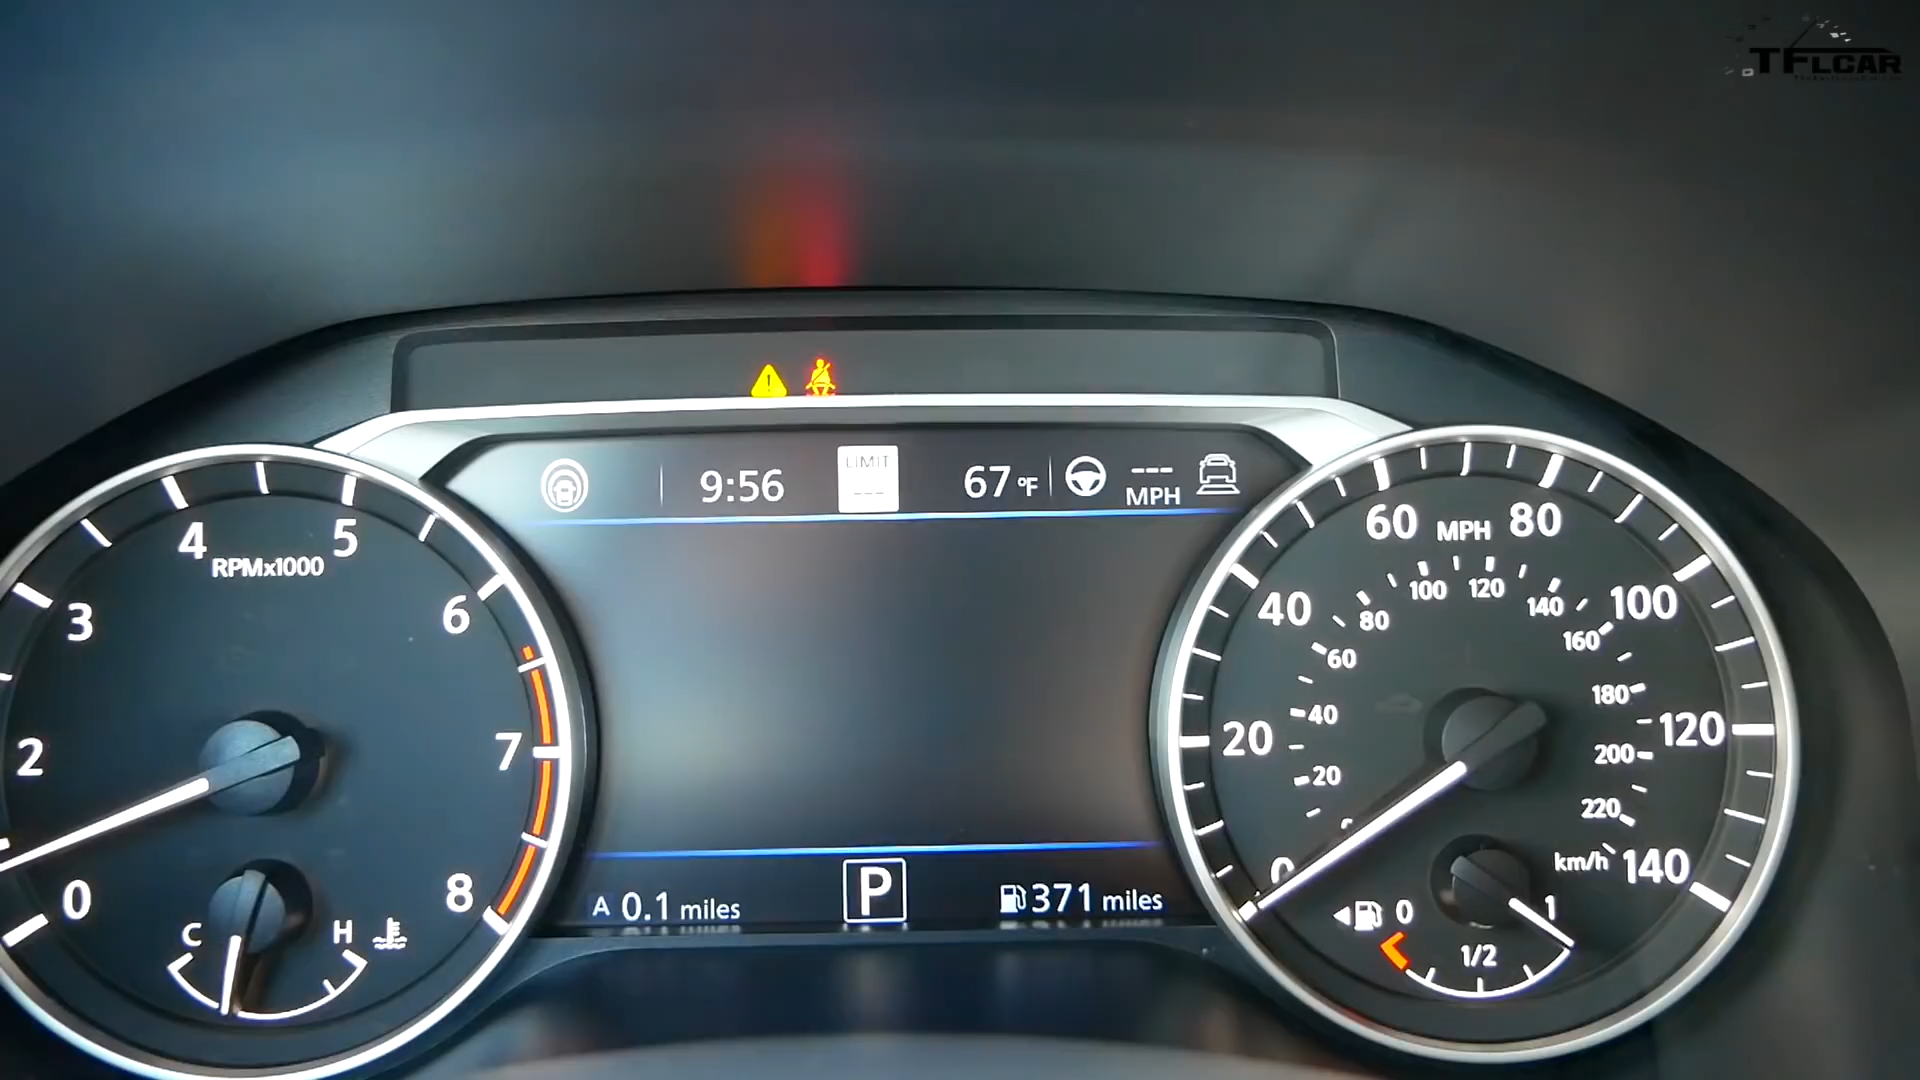 TFLCAR
9:56
LIMIT
---
67 °F
---
MPH
0
2
3
4
5
6
7
8
RPMx1000
C
H
0
20
40
60
80
100
120
140
MPH
20
40
60
80
100
120
140
160
180
200
220
km/h
0
1/2
1
A 0.1 miles
P
371 miles